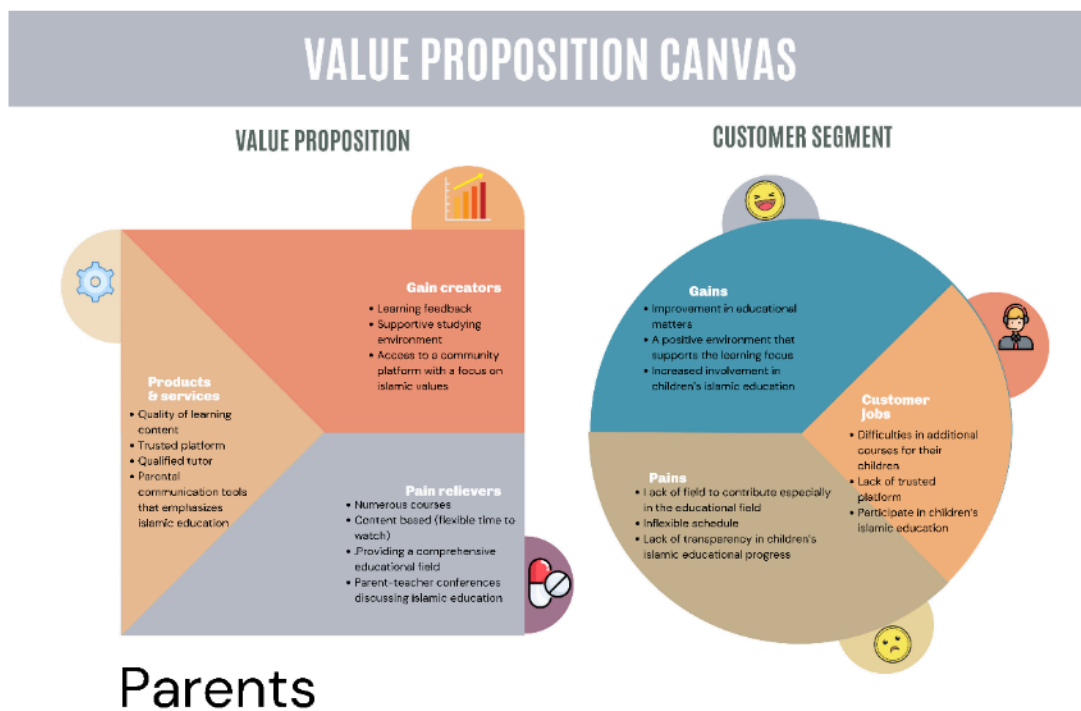 VALUE PROPOSITION CANVAS
VALUE PROPOSITION
Gain creators
• Learning feedback
• Supportive studying
environment
• Access to a community
platform with a focus on
islamic values
Products
& services
• Quality of learning
content
• Trusted platform
• Qualified tutor
• Parental
communication tools
that emphasizes
islamic education
Pain relievers
• Numerous courses
• Content based (flexible time to
watch)
• .Providing a comprehensive
educational field
• Parent-teacher conferences
discussing islamic education
CUSTOMER SEGMENT
Gains
• Improvement in educational
matters
• A positive environment that
supports the learning focus
• Increased involvement in
children's islamic education
Customer
jobs
• Difficulties in additional
courses for their
children
• Lack of trusted
platform
• Participate in children's
islamic education
Pains
• Lack of field to contribute especially
in the educational field
• Inflexible schedule
• Lack of transparency in children's
islamic educational progress
Parents